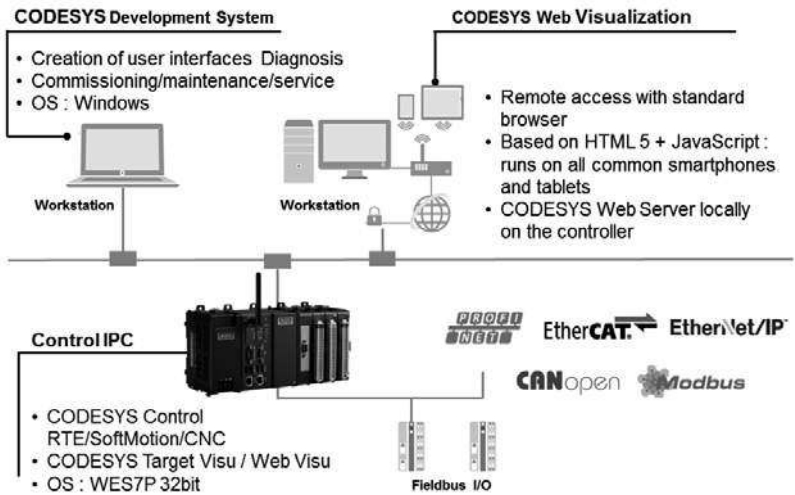 CODESYS Development System
• Creation of user interfaces Diagnosis
• Commissioning/maintenance/service
• OS : Windows
Workstation
CODESYS Web Visualization
• Remote access with standard
browser
• Based on HTML 5 + JavaScript :
runs on all common smartphones
and tablets
• CODESYS Web Server locally
on the controller
Workstation
Control IPC
• CODESYS Control
RTE/SoftMotion/CNC
• CODESYS Target Visu / Web Visu
• OS : WES7P 32bit
PROFI
NET
EtherCAT.
EtherNet/IP
CANopen
Modbus
Fieldbus I/O